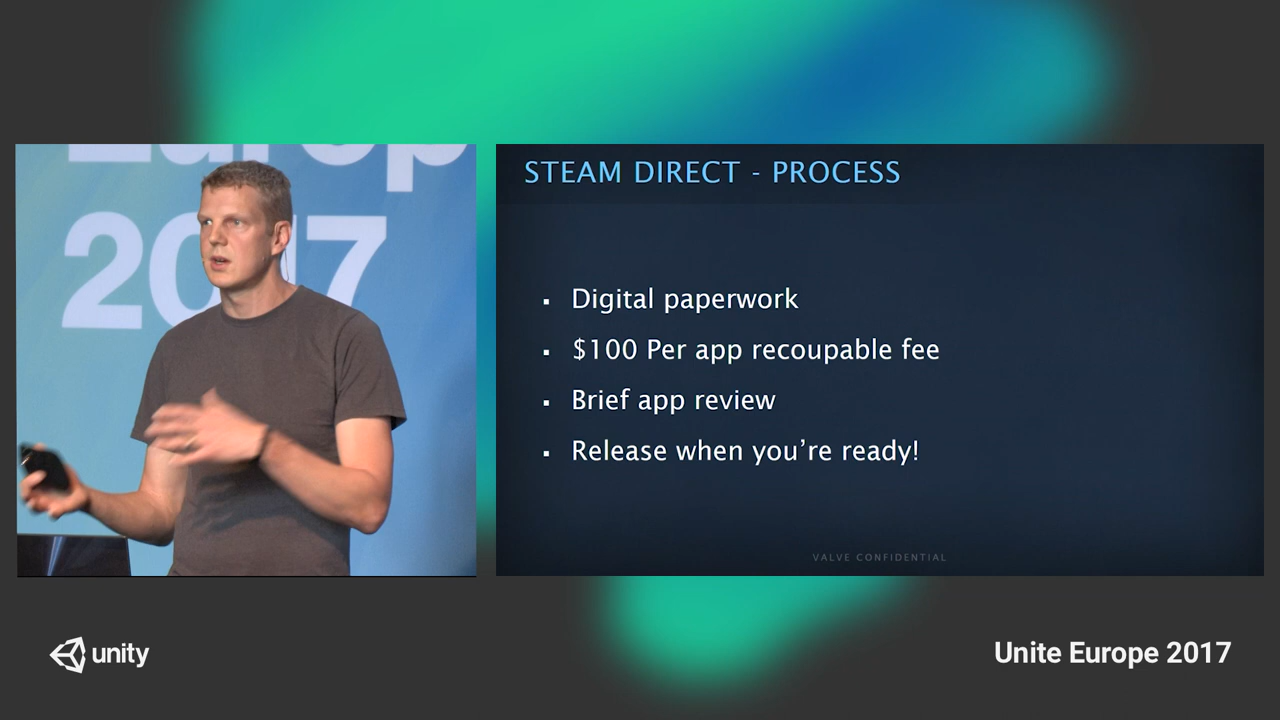 Europ
2017
STEAM DIRECT - PROCESS
▪ Digital paperwork
▪ $100 Per app recoupable fee
▪ Brief app review
▪ Release when you’re ready!
VALVE CONFIDENTIAL
unity
Unite Europe 2017